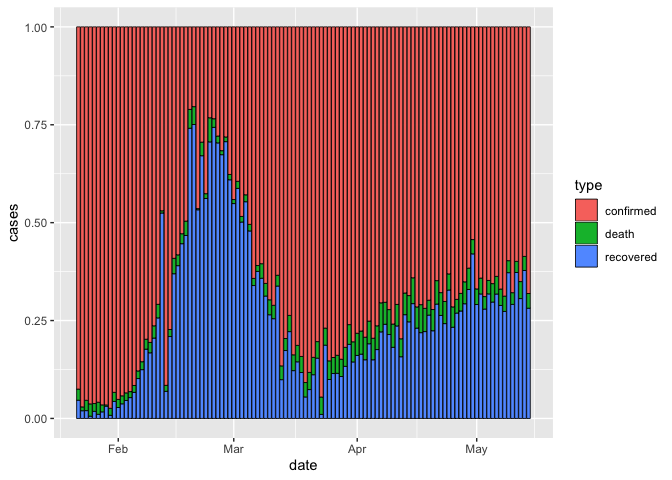 1.00
0.75
0.50
0.25
0.00
cases
Feb
Mar
Apr
May
date
type
confirmed
death
recovered